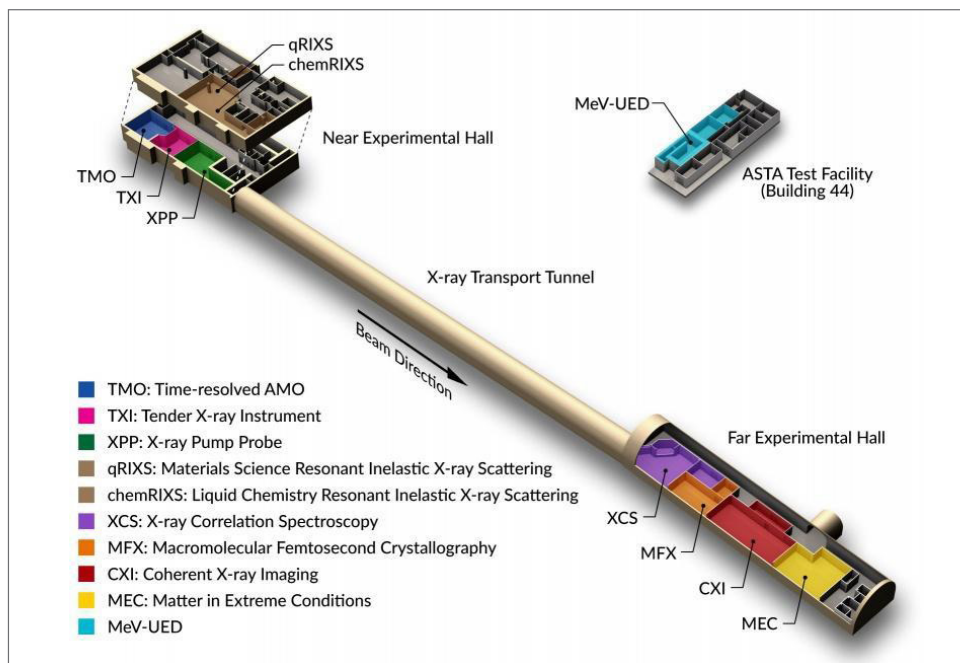 qRIXS
chemRIXS
Near Experimental Hall
TMO
TXI
XPP
MeV-UED
ASTA Test Facility
(Building 44)
X-ray Transport Tunnel
Beam Direction
TMO: Time-resolved AMO
TXI: Tender X-ray Instrument
XPP: X-ray Pump Probe
qRIXS: Materials Science Resonant Inelastic X-ray Scattering
chemRIXS: Liquid Chemistry Resonant Inelastic X-ray Scattering
XCS: X-ray Correlation Spectroscopy
MFX: Macromolecular Femtosecond Crystallography
CXI: Coherent X-ray Imaging
MEC: Matter in Extreme Conditions
MeV-UED
Far Experimental Hall
XCS
MFX
CXI
MEC